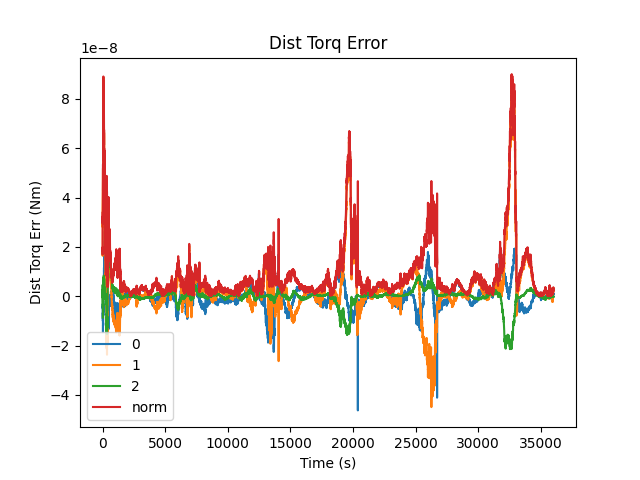 Dist Torq Error
1e−8
8
6
4
2
0
−2
−4
Dist Torq Err (Nm)
0
1
2
norm
0 5000 10000 15000 20000 25000 30000 35000
Time (s)